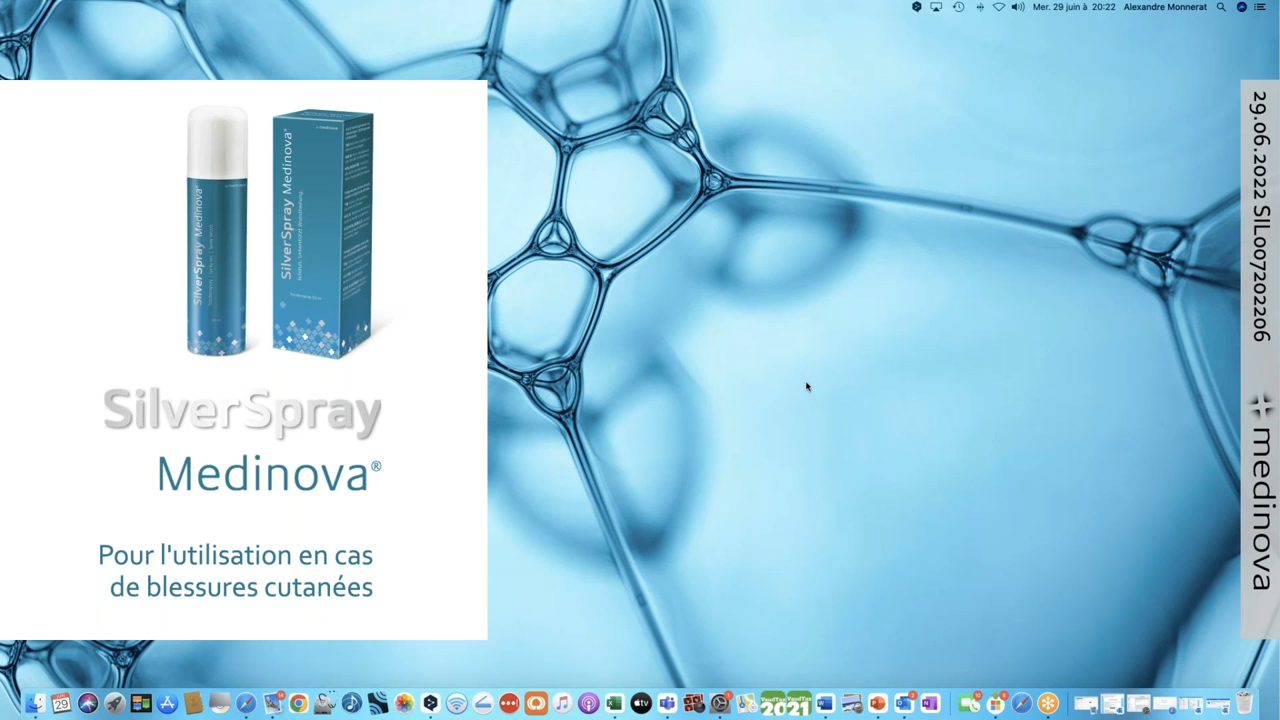 Mer. 29 juin à 20:22 Alexandre Monnerat
SilverSpray Medinova®
SilverSpray Medinova®
SilverSpray
Medinova®
Pour l'utilisation en cas
de blessures cutanées
29.06.2022 SIL007202206
medinova
29
2021